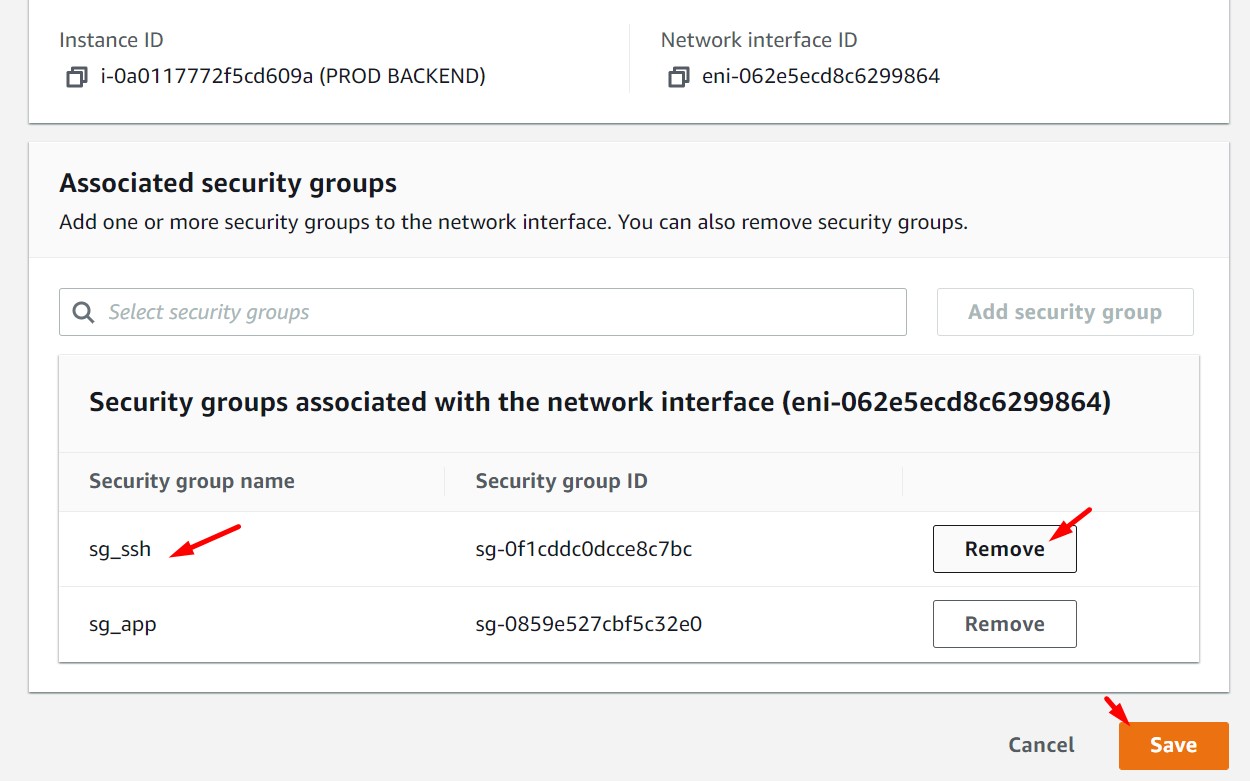 Instance ID
Network interface ID
i-0a0117772f5cd609a (PROD BACKEND)
eni-062e5ecd8c6299864
Associated security groups
Add one or more security groups to the network interface. You can also remove security groups.
Select security groups
Add security group
Security groups associated with the network interface (eni-062e5ecd8c6299864)
Security group name
Security group ID
sg_ssh
sg-0f1cddc0dcce8c7bc
Remove
sg_app
sg-0859e527cbf5c32e0
Remove
Cancel
Save